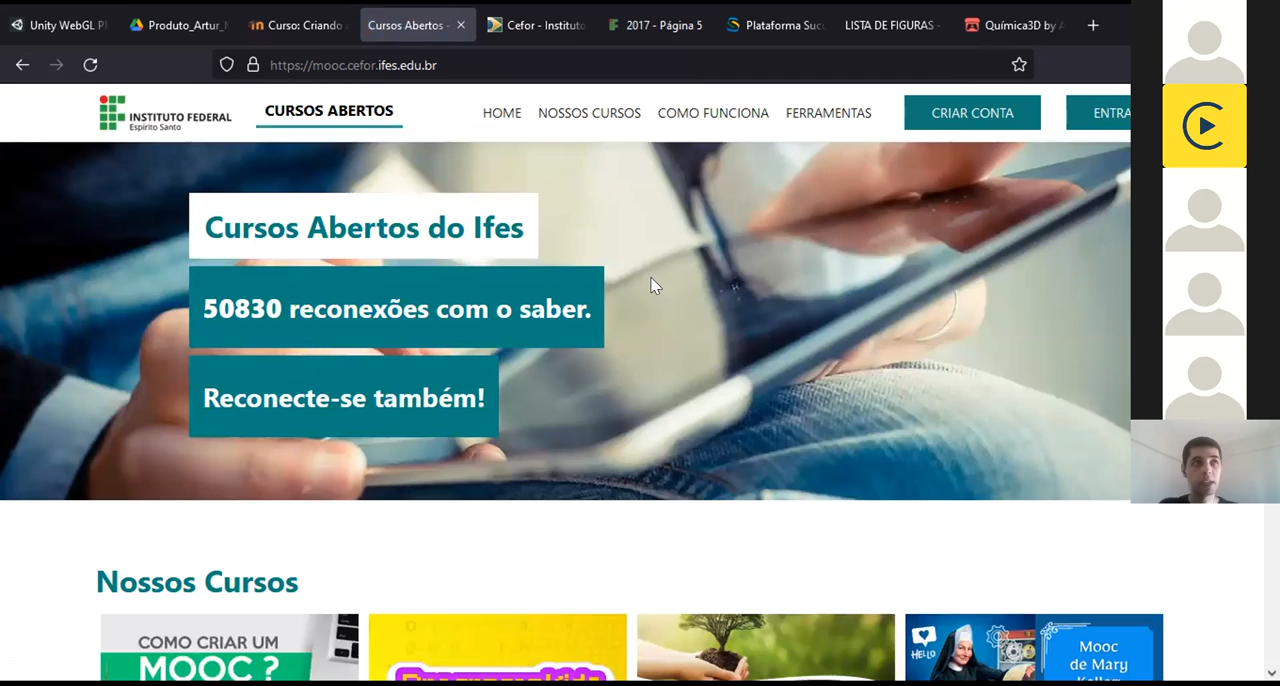 Unity WebGL Pl
Produto_Artur_
Curso: Criando
Cursos Abertos -
Cefor - Instituto
2017 - Página 5
Plataforma Suc
LISTA DE FIGURAS -
Química3D by A
https://mooc.cefor.ifes.edu.br
INSTITUTO FEDERAL
Espírito Santo
CURSOS ABERTOS
HOME
NOSSOS CURSOS
COMO FUNCIONA
FERRAMENTAS
CRIAR CONTA
ENTRA
Cursos Abertos do Ifes
50830 reconexões com o saber.
Reconecte-se também!
Nossos Cursos
COMO CRIAR UM
MOOC ?
HELLO
Mooc
de Mary